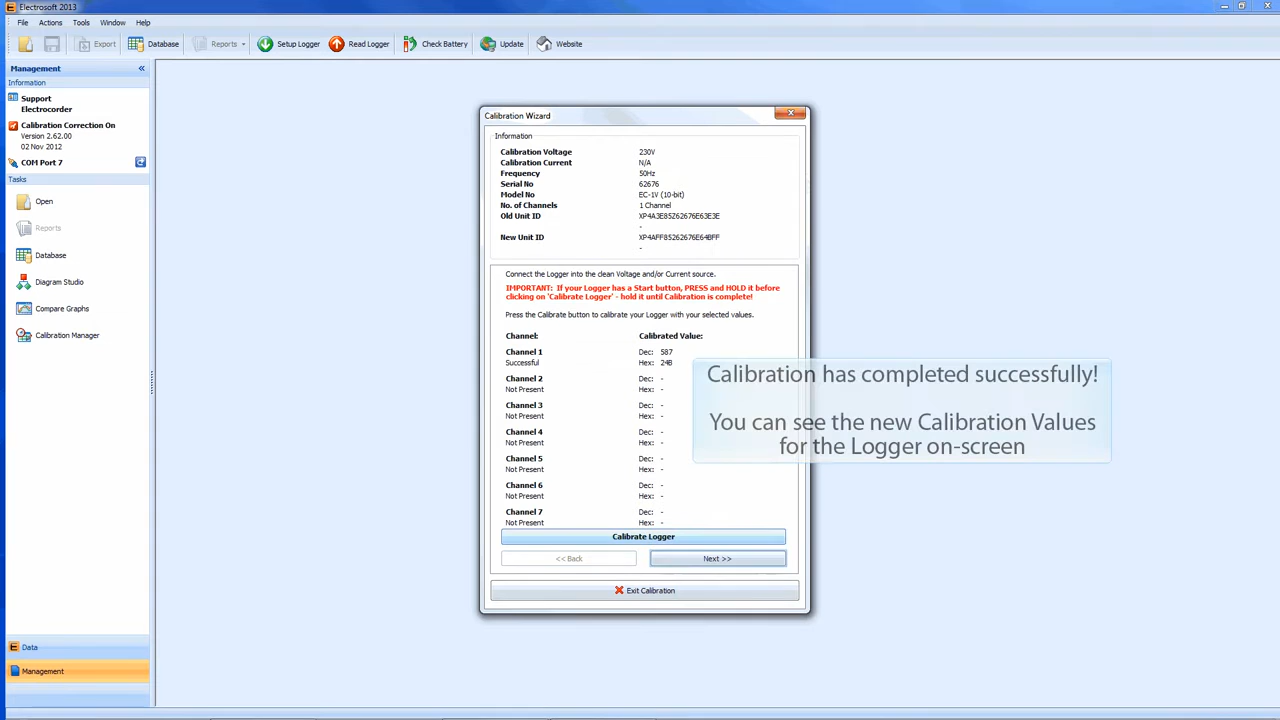 Electrosoft 2013
File Actions Tools Window Help
Export Database Reports Setup Logger Read Logger Check Battery Update Website
Management «
Information
Support
Electrocorder
Calibration Correction On
Version 2.62.00
02 Nov 2012
COM Port 7
Tasks
Open
Reports
Database
Diagram Studio
Compare Graphs
Calibration Manager
Data
Management
Calibration Wizard
Information
Calibration Voltage 230V
Calibration Current N/A
Frequency 50Hz
Serial No 62676
Model No EC-1V (10-bit)
No. of Channels 1 Channel
Old Unit ID XP4A3E85Z62676E63E3E
-
New Unit ID XP4AFF85262676E64BFF
-
Connect the Logger into the clean Voltage and/or Current source.
IMPORTANT: If your Logger has a Start button, PRESS and HOLD it before
clicking on 'Calibrate Logger' - hold it until Calibration is complete!
Press the Calibrate button to calibrate your Logger with your selected values.
Channel: Calibrated Value:
Channel 1 Dec: 587
Successful Hex: 24B
Channel 2 Dec: -
Not Present Hex: -
Channel 3 Dec: -
Not Present Hex: -
Channel 4 Dec: -
Not Present Hex: -
Channel 5 Dec: -
Not Present Hex: -
Channel 6 Dec: -
Not Present Hex: -
Channel 7 Dec: -
Not Present Hex: -
Calibrate Logger
<< Back Next >>
Exit Calibration
Calibration has completed successfully!
You can see the new Calibration Values
for the Logger on-screen